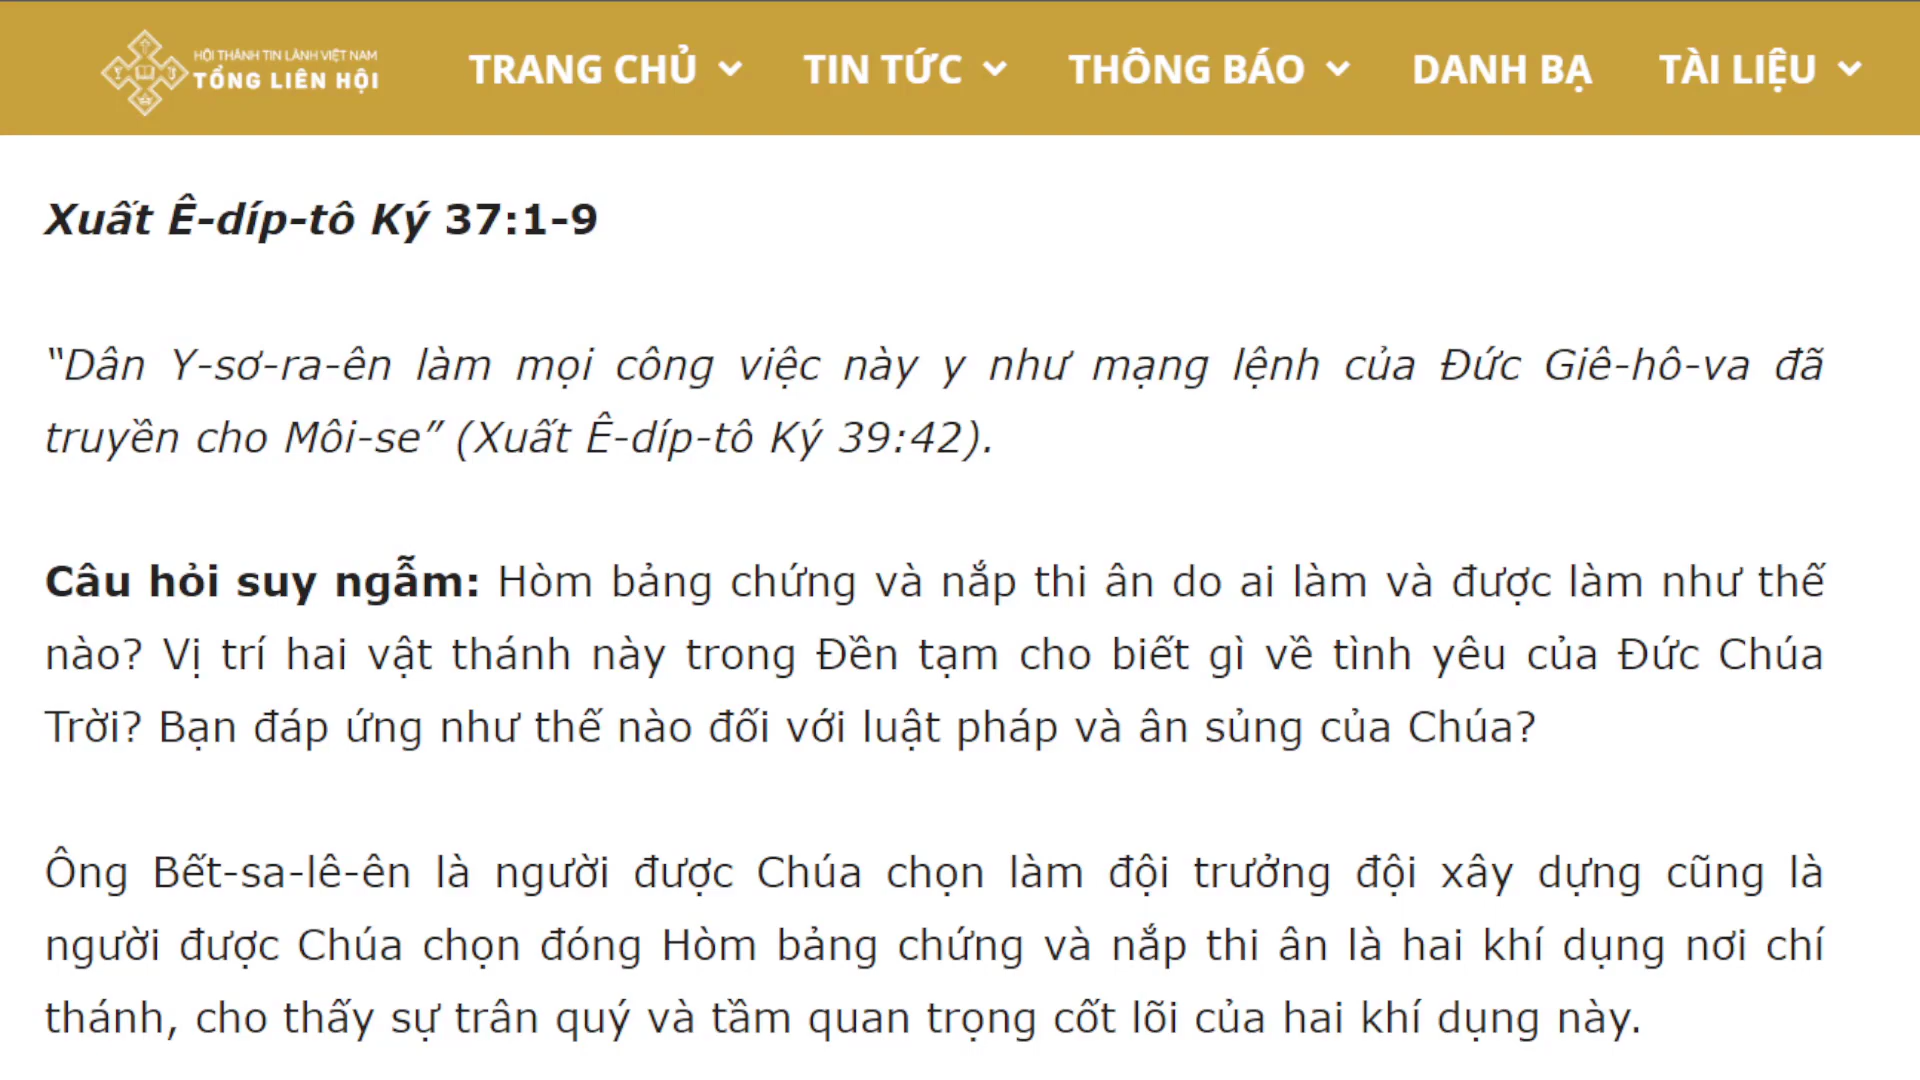 HỘI THÁNH TIN LÀNH VIỆT NAM
TỔNG LIÊN HỘI
TRANG CHỦ
TIN TỨC
THÔNG BÁO
DANH BẠ
TÀI LIỆU
Xuất Ê-díp-tô Ký 37:1-9
“Dân Y-sơ-ra-ên làm mọi công việc này y như mạng lệnh của Đức Giê-hô-va đã
truyền cho Môi-se” (Xuất Ê-díp-tô Ký 39:42).
Câu hỏi suy ngẫm: Hòm bảng chứng và nắp thi ân do ai làm và được làm như thế
nào? Vị trí hai vật thánh này trong Đền tạm cho biết gì về tình yêu của Đức Chúa
Trời? Bạn đáp ứng như thế nào đối với luật pháp và ân sủng của Chúa?
Ông Bết-sa-lê-ên là người được Chúa chọn làm đội trưởng đội xây dựng cũng là
người được Chúa chọn đóng Hòm bảng chứng và nắp thi ân là hai khí dụng nơi chí
thánh, cho thấy sự trân quý và tầm quan trọng cốt lõi của hai khí dụng này.